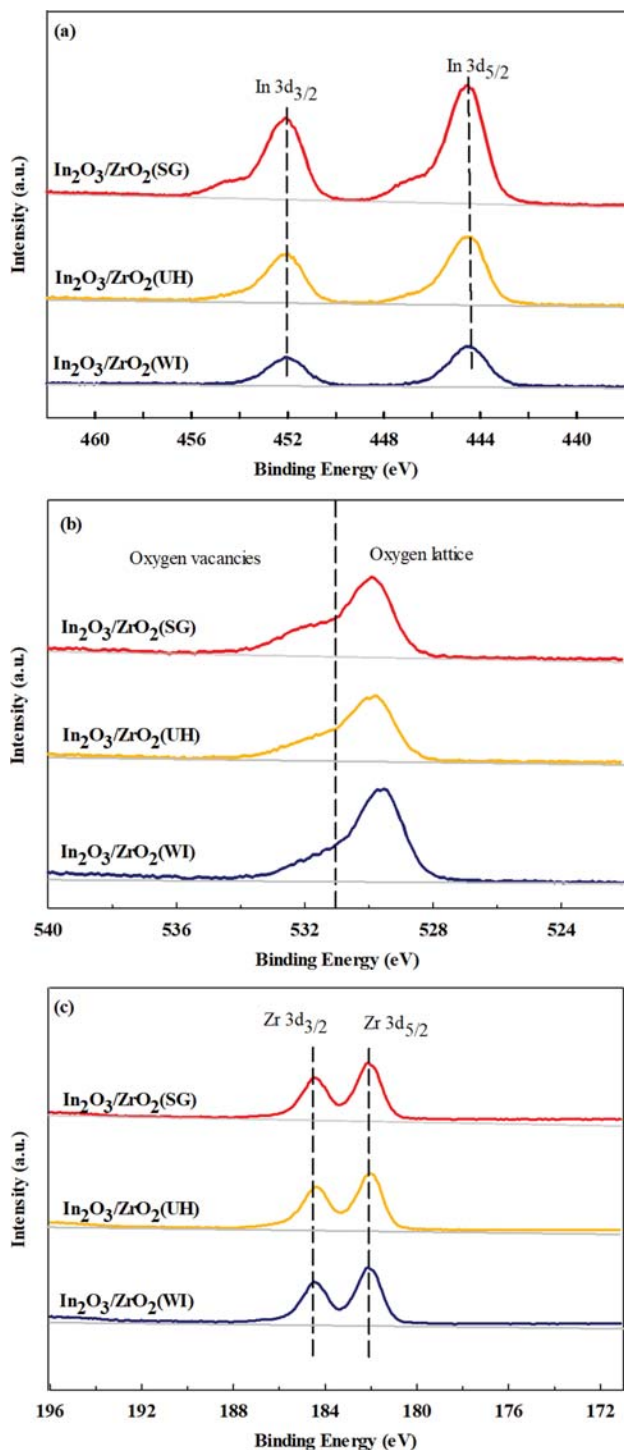 (a)
In 3d3/2
In 3d5/2
In2O3/ZrO2(SG)
In2O3/ZrO2(UH)
In2O3/ZrO2(WI)
Intensity (a.u.)
460 456 452 448 444 440
Binding Energy (eV)
(b)
Oxygen vacancies Oxygen lattice
In2O3/ZrO2(SG)
In2O3/ZrO2(UH)
In2O3/ZrO2(WI)
Intensity (a.u.)
540 536 532 528 524
Binding Energy (eV)
(c)
Zr 3d3/2 Zr 3d5/2
In2O3/ZrO2(SG)
In2O3/ZrO2(UH)
In2O3/ZrO2(WI)
Intensity (a.u.)
196 192 188 184 180 176 172
Binding Energy (eV)